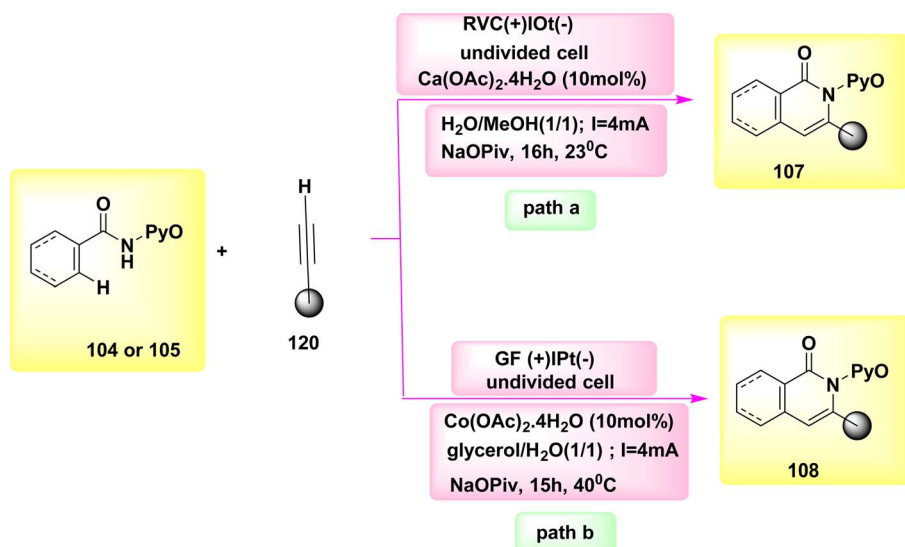 RVC(+)IOt(-)
undivided cell
Ca(OAc)2.4H2O (10mol%)
H2O/MeOH(1/1); I=4mA
NaOPiv, 16h, 23⁰C
path a
O
N-PyO
107
O
N-PyO
H
H
104 or 105
+
H
120
GF (+)IPt(-)
undivided cell
Co(OAc)2.4H2O (10mol%)
glycerol/H2O(1/1) ; I=4mA
NaOPiv, 15h, 40⁰C
path b
O
N-PyO
108